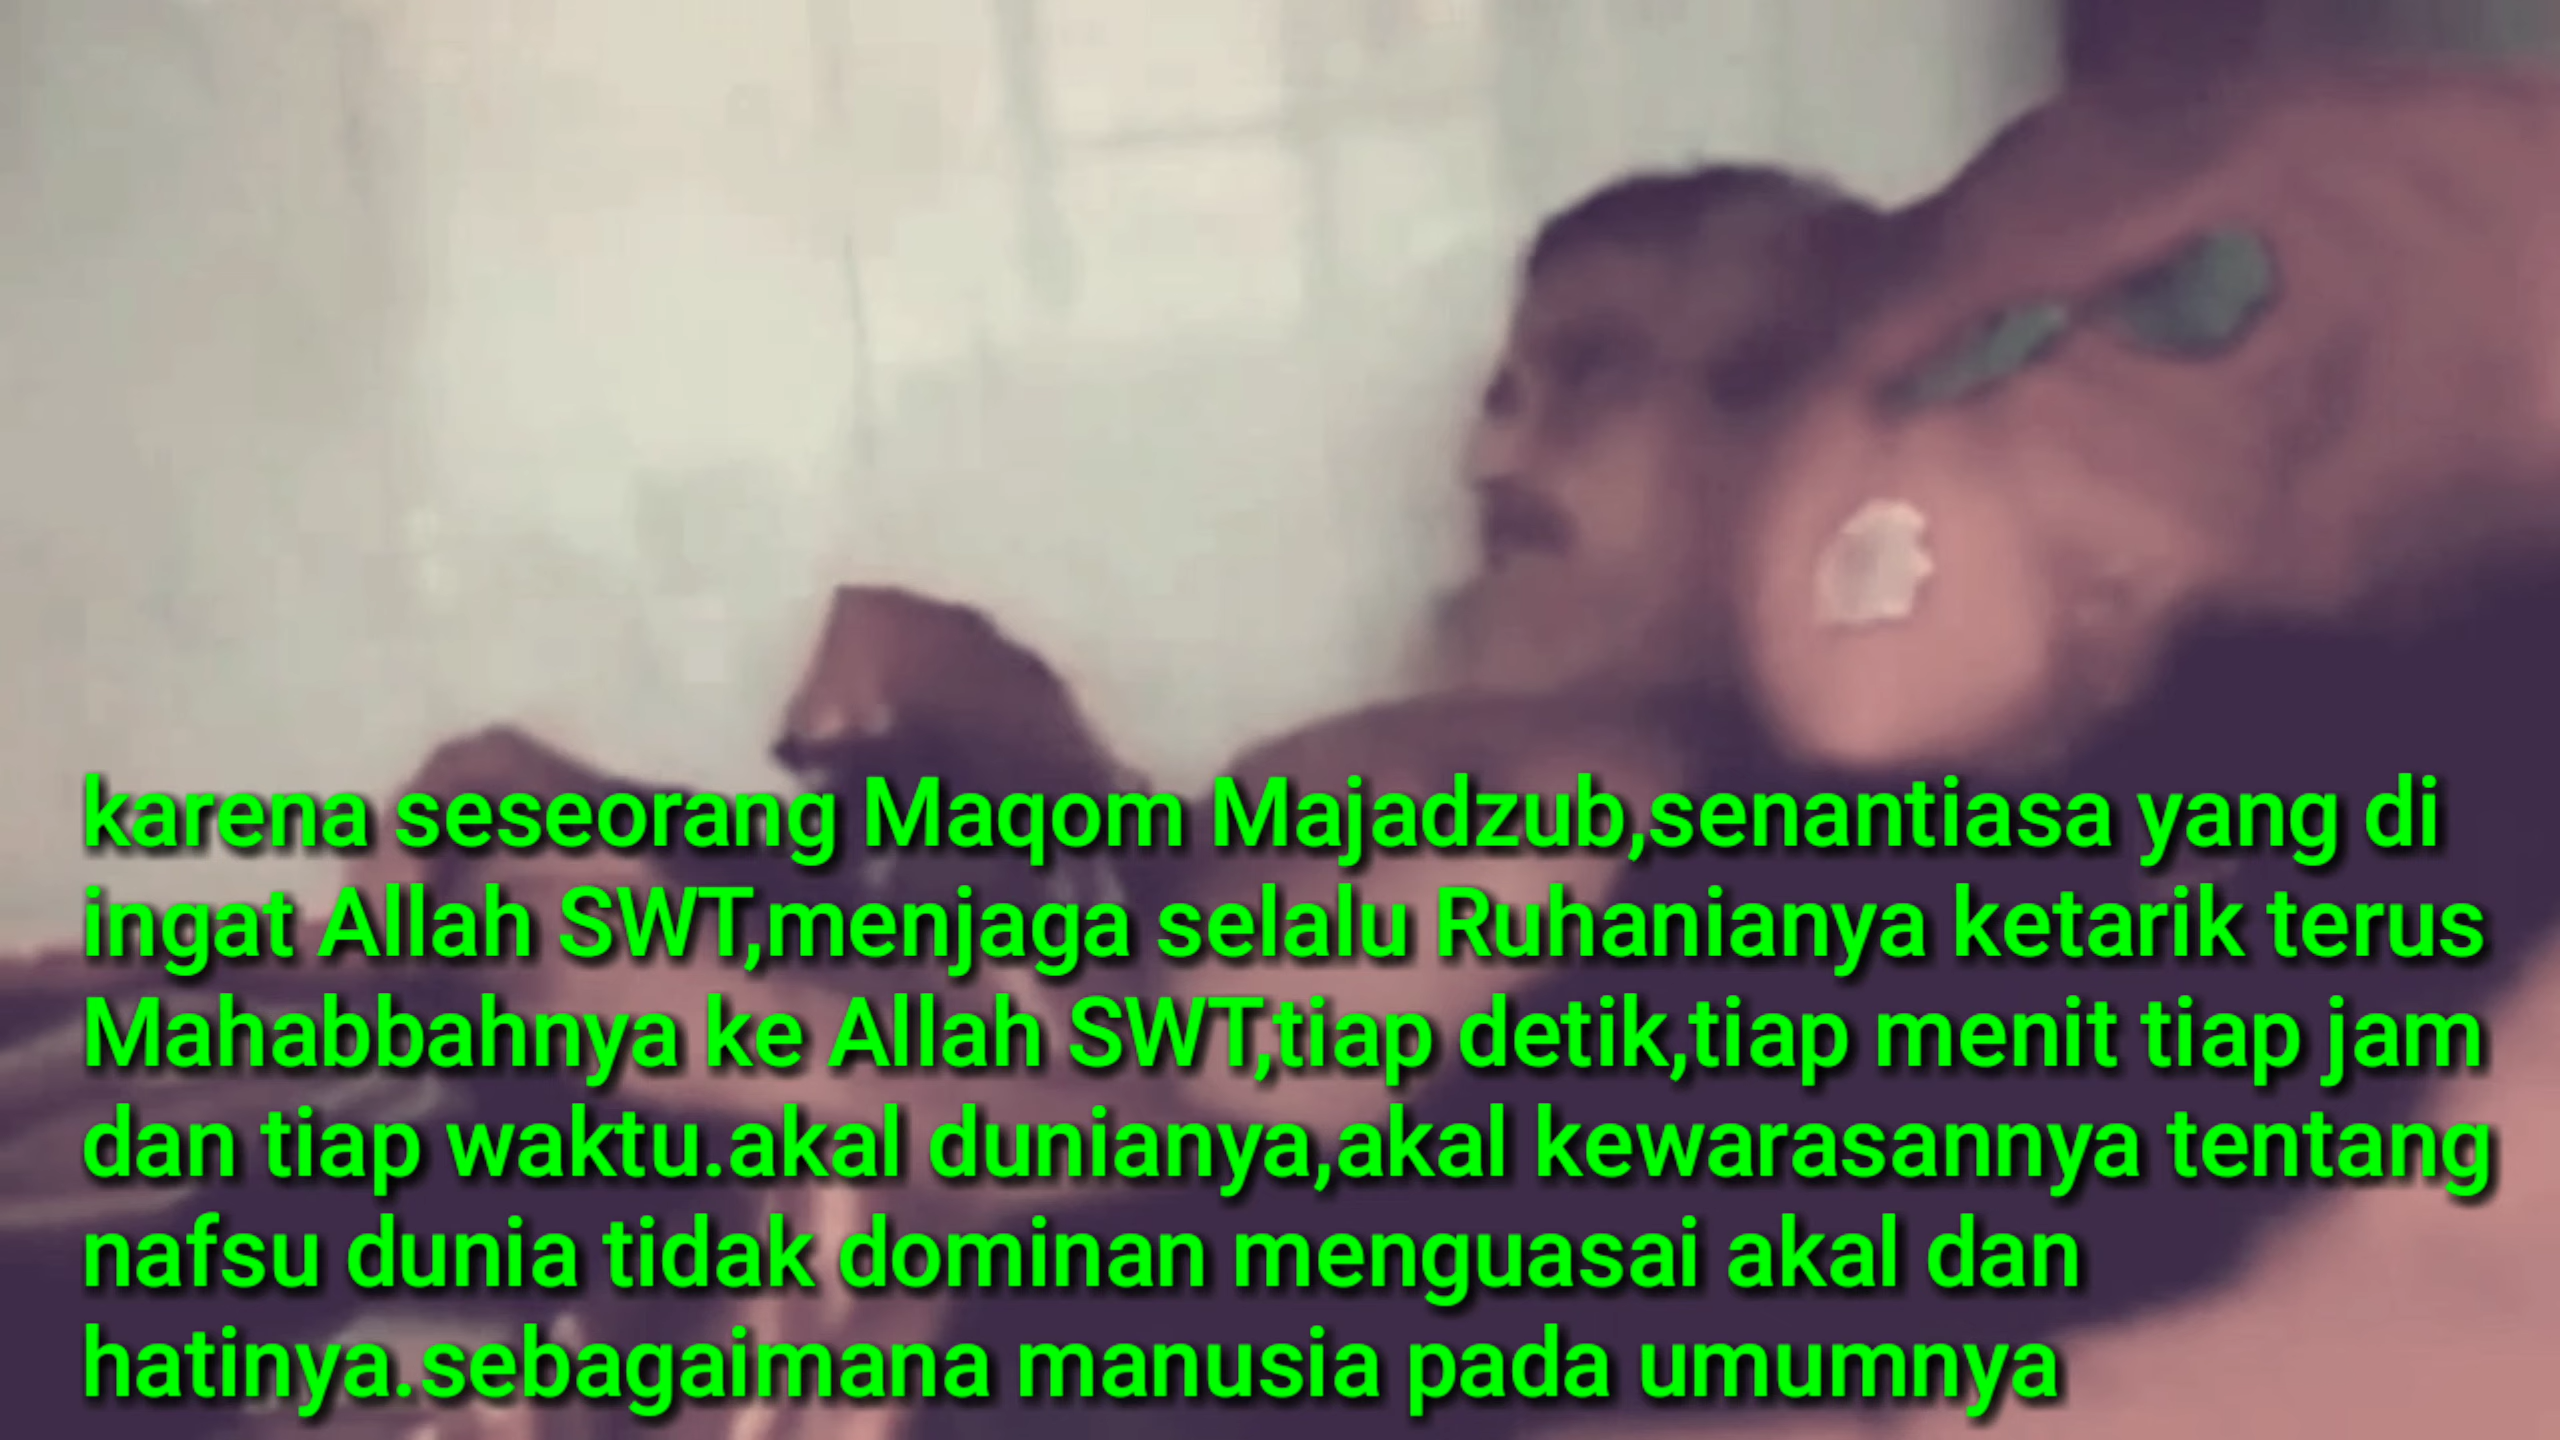 karena seseorang Maqom Majadzub,senantiasa yang di
ingat Allah SWT,menjaga selalu Ruhanianya ketarik terus
Mahabbahnya ke Allah SWT,tiap detik,tiap menit tiap jam
dan tiap waktu.akal dunianya,akal kewarasannya tentang
nafsu dunia tidak dominan menguasai akal dan
hatinya.sebagaimana manusia pada umumnya